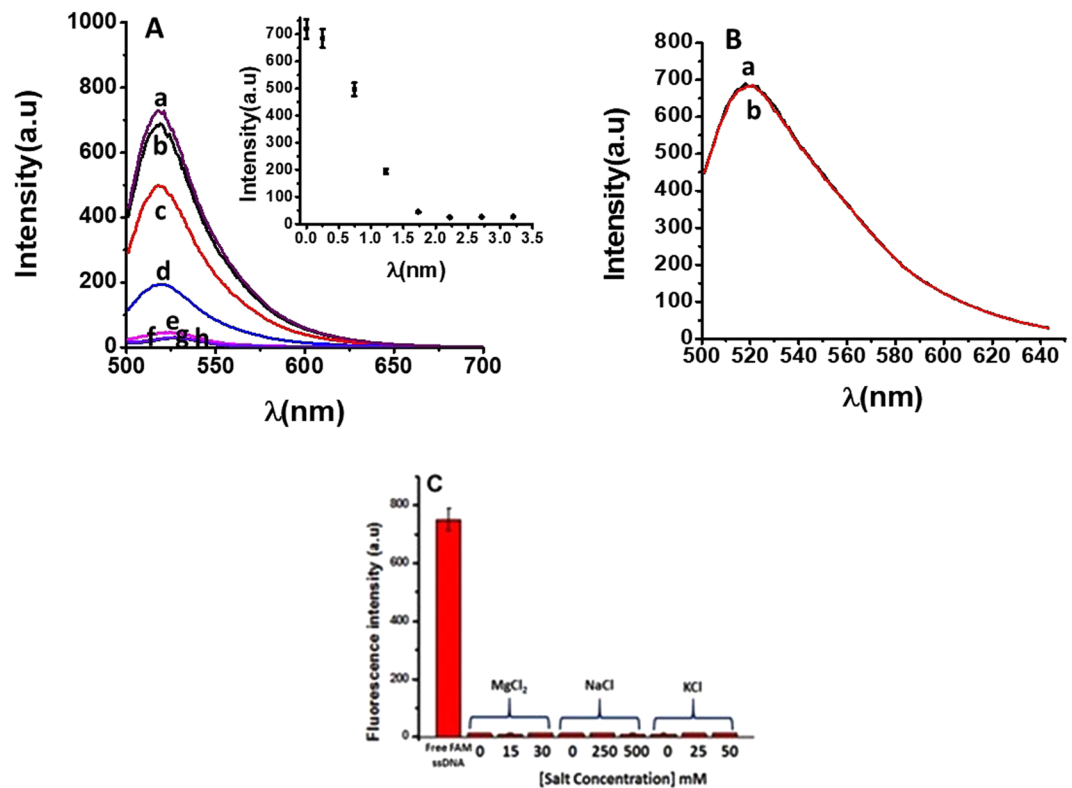 A
1000
800
600
400
200
0
Intensity(a.u)
a
b
c
d
e
f g h
500 550 600 650 700
λ(nm)
700
600
500
400
300
200
100
0
Intensity(a.u)
0.0 0.5 1.0 1.5 2.0 2.5 3.0 3.5
λ(nm)
B
800
700
600
500
400
300
200
100
0
Intensity(a.u)
a
b
500 520 540 560 580 600 620 640
λ(nm)
C
800
600
400
200
0
Fluorescence intensity (a.u)
MgCl₂ NaCl KCl
Free FAM
ssDNA
0 15 30 0 250 500 0 25 50
[Salt Concentration] mM